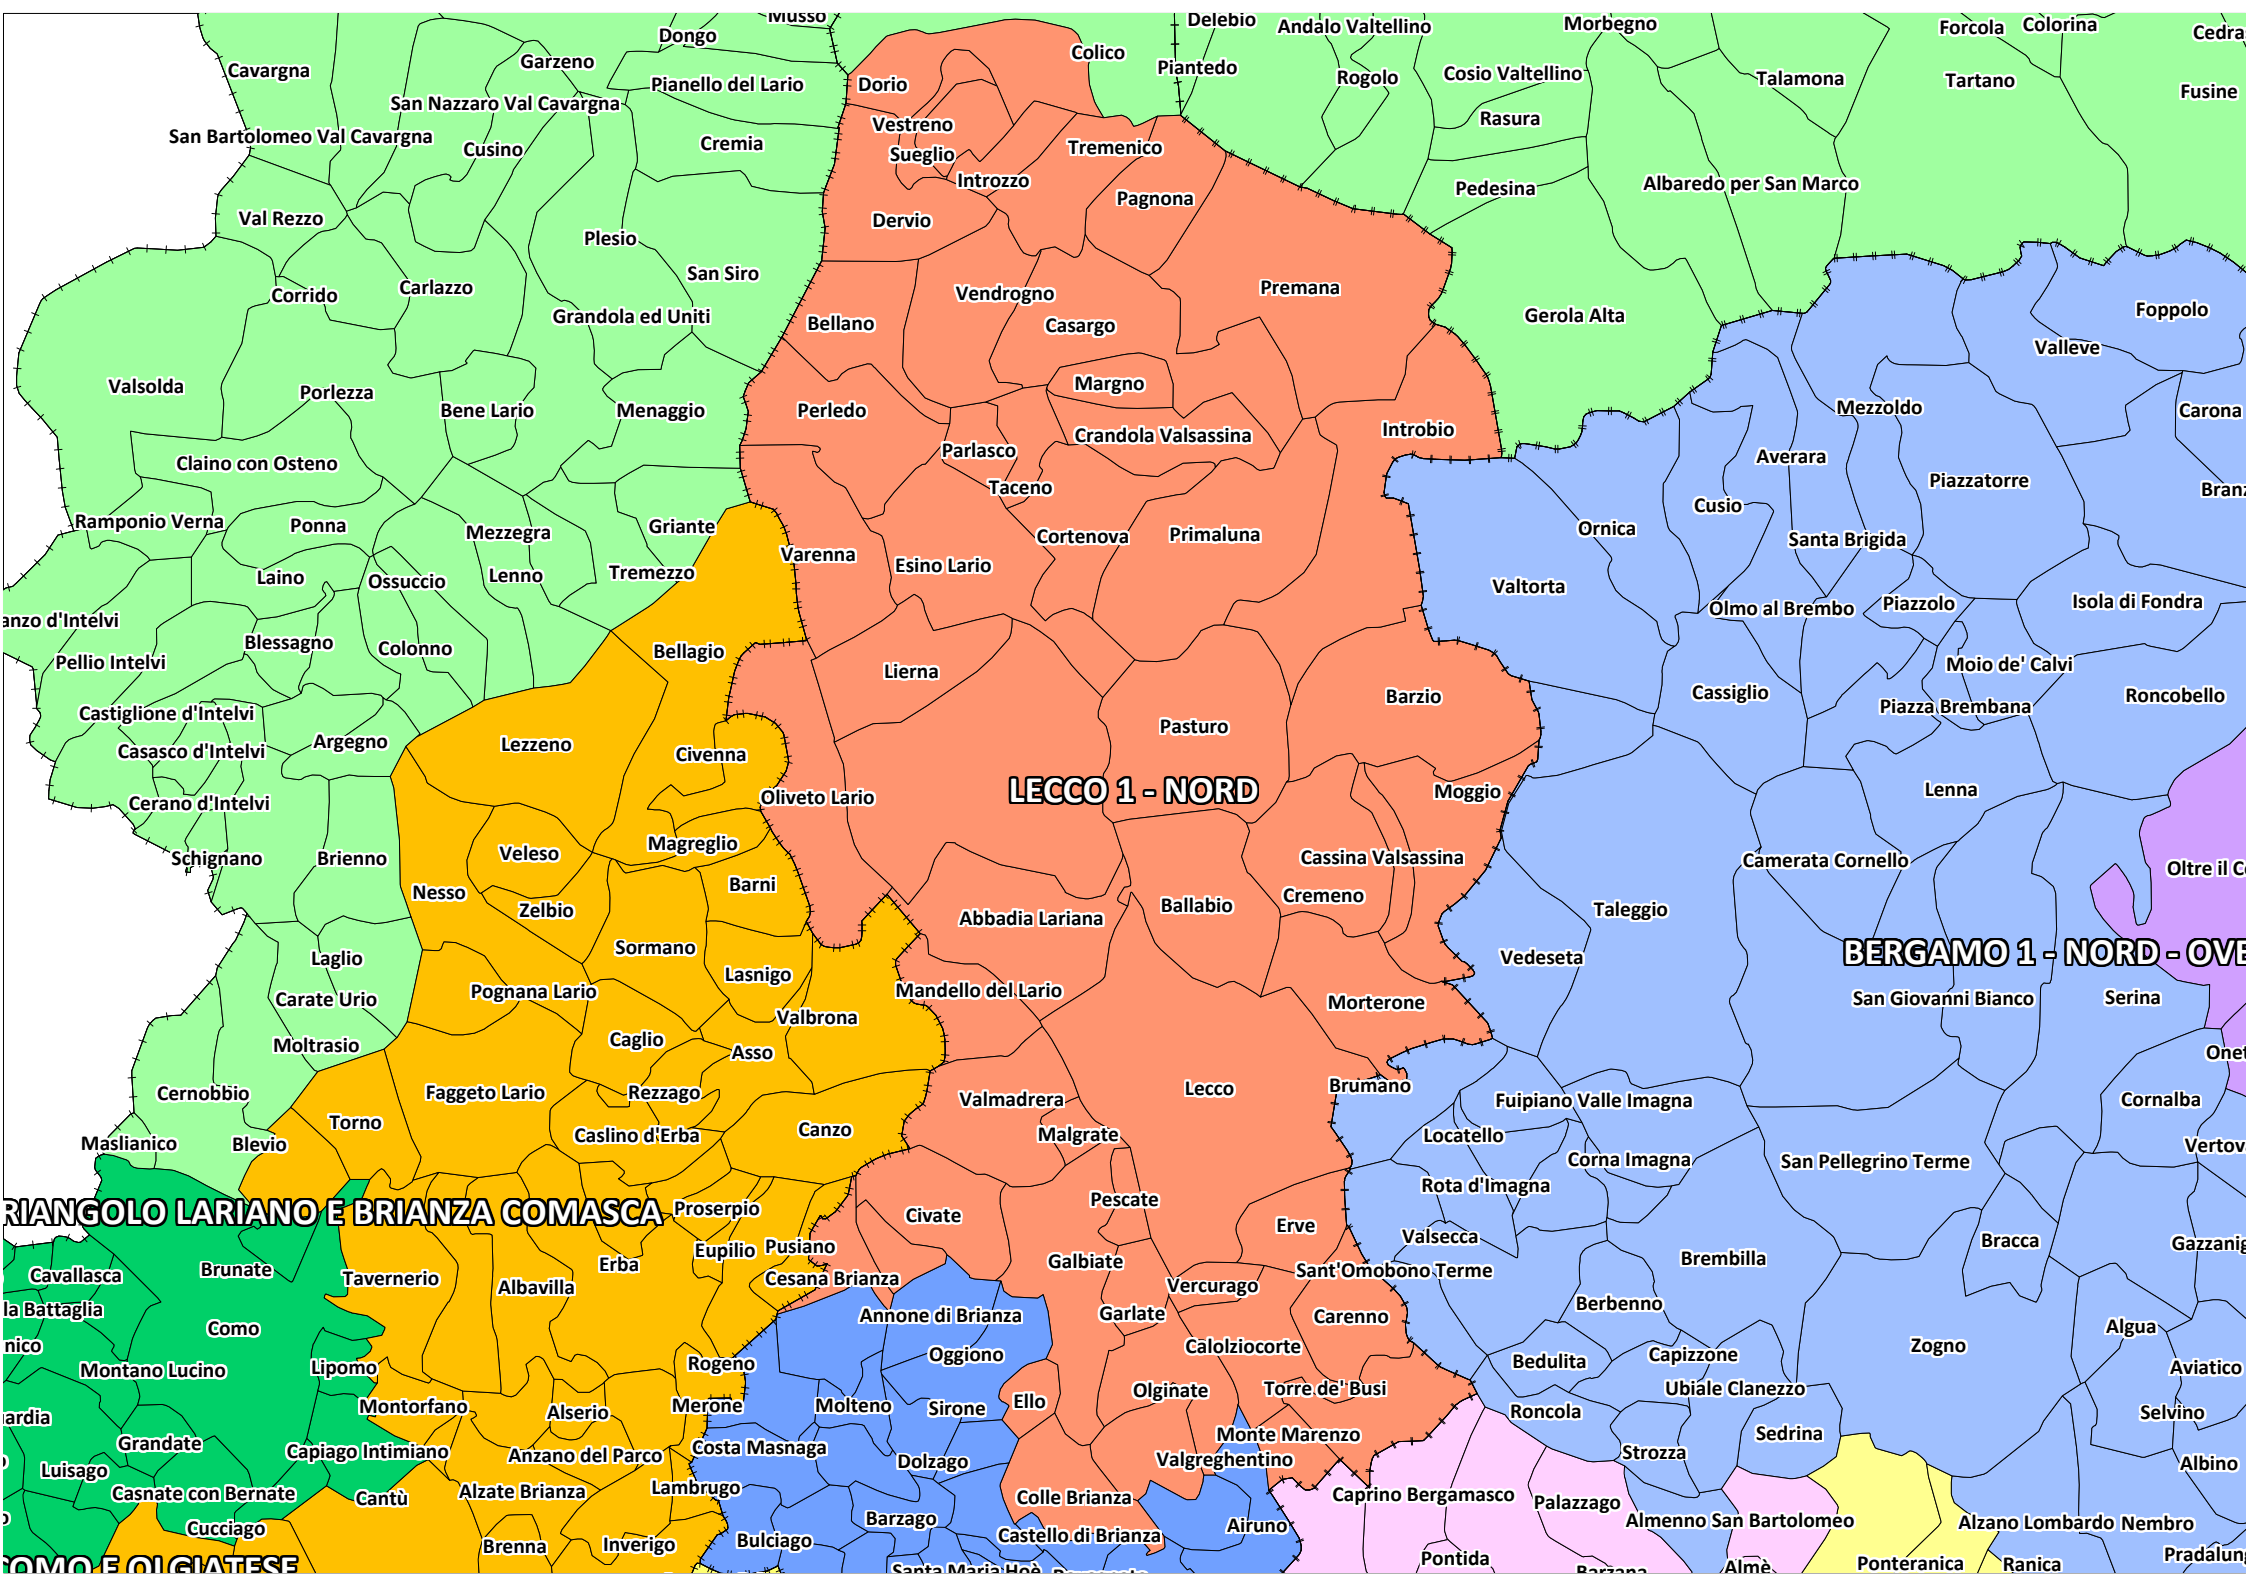 Musso
Delebio
Andalo Valtellino
Morbegno
Forcola
Colorina
Dongo
Colico
Cavargna
Garzeno
Pianello del Lario
Dorio
Piantedo
Rogolo
Cosio Valtellino
Talamona
Tartano
Fusine
San Nazzaro Val Cavargna
San Bartolomeo Val Cavargna
Cusino
Cremia
Vestreno
Sueglio
Tremenico
Rasura
Introzzo
Pagnona
Pedesina
Albaredo per San Marco
Val Rezzo
Plesio
Dervio
San Siro
Corrido
Carlazzo
Vendrogno
Premana
Grandola ed Uniti
Bellano
Casargo
Gerola Alta
Foppolo
Valleve
Valsolda
Porlezza
Bene Lario
Menaggio
Perledo
Margno
Mezzoldo
Carona
Claino con Osteno
Parlasco
Crandola Valsassina
Introbio
Averara
Piazzatorre
Taceno
Ramponio Verna
Ponna
Mezzegra
Griante
Cortenova
Primaluna
Ornica
Cusio
Santa Brigida
Varenna
Esino Lario
Laino
Ossuccio
Lenno
Tremezzo
Valtorta
Olmo al Brembo
Piazzolo
Isola di Fondra
anzo d'Intelvi
Blessagno
Colonno
Bellagio
Pellio Intelvi
Lierna
Moio de' Calvi
Cassiglio
Barzio
Roncobello
Castiglione d'Intelvi
Piazza Brembana
Casasco d'Intelvi
Argegno
Lezzeno
Civenna
Pasturo
LECCO 1 - NORD
Cerano d'Intelvi
Oliveto Lario
Moggio
Lenna
Schignano
Brienno
Veleso
Magreglio
Cassina Valsassina
Camerata Cornello
Nesso
Barni
Cremeno
Zelbio
Abbadia Lariana
Ballabio
Taleggio
Sormano
Laglio
Lasnigo
Vedeseta
BERGAMO 1 - NORD - OVE
Carate Urio
Pognana Lario
Mandello del Lario
Morterone
San Giovanni Bianco
Serina
Valbrona
Moltrasio
Caglio
Asso
Cernobbio
Faggeto Lario
Rezzago
Valmadrera
Lecco
Brumano
Fuipiano Valle Imagna
Cornalba
Torno
Maslianico
Blevio
Caslino d'Erba
Canzo
Malgrate
Locatello
Corna Imagna
San Pellegrino Terme
RIANGOLO LARIANO E BRIANZA COMASCA
Proserpio
Civate
Pescate
Erve
Rota d'Imagna
Valsecca
Bracca
Brunate
Cavallasca
Tavernerio
Albavilla
Erba
Eupilio
Pusiano
Cesana Brianza
Galbiate
Vercurago
Sant'Omobono Terme
Brembilla
la Battaglia
Como
Annone di Brianza
Garlate
Carenno
Berbenno
Algua
Montano Lucino
Lipomo
Rogeno
Oggiono
Calolziocorte
Bedulita
Capizzone
Zogno
Aviatico
Montorfano
Alserio
Merone
Molteno
Sirone
Ello
Olginate
Torre de' Busi
Ubiale Clanezzo
Roncola
Selvino
Grandate
Capiago Intimiano
Anzano del Parco
Costa Masnaga
Dolzago
Valgreghentino
Monte Marenzo
Strozza
Sedrina
Albino
Luisago
Casnate con Bernate
Cantù
Alzate Brianza
Lambrugo
Colle Brianza
Caprino Bergamasco
Palazzago
Cucciago
Brenna
Inverigo
Bulciago
Barzago
Castello di Brianza
Airuno
Almenno San Bartolomeo
Alzano Lombardo
Nembro
COMO E OLGIATESE
Santa Maria Hoè
Pontida
Barzana
Almè
Ponteranica
Ranica